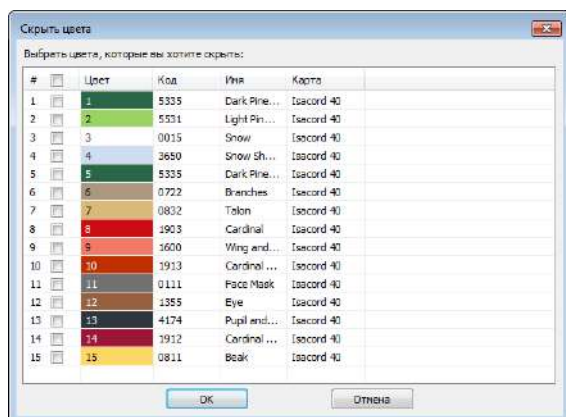 Скрыть цвета
Выбрать цвета, которые вы хотите скрыть:
# Цвет Код Имя Карта
1 1 5335 Dark Pine... Isacord 40
2 2 5531 Light Pin... Isacord 40
3 3 0015 Snow Isacord 40
4 4 3650 Snow Sh... Isacord 40
5 5 5335 Dark Pine... Isacord 40
6 6 0722 Branches Isacord 40
7 7 0832 Talon Isacord 40
8 8 1903 Cardinal Isacord 40
9 9 1600 Wing and... Isacord 40
10 10 1913 Cardinal ... Isacord 40
11 11 0111 Face Mask Isacord 40
12 12 1355 Eye Isacord 40
13 13 4174 Pupil and... Isacord 40
14 14 1912 Cardinal ... Isacord 40
15 15 0811 Beak Isacord 40
OK Отмена